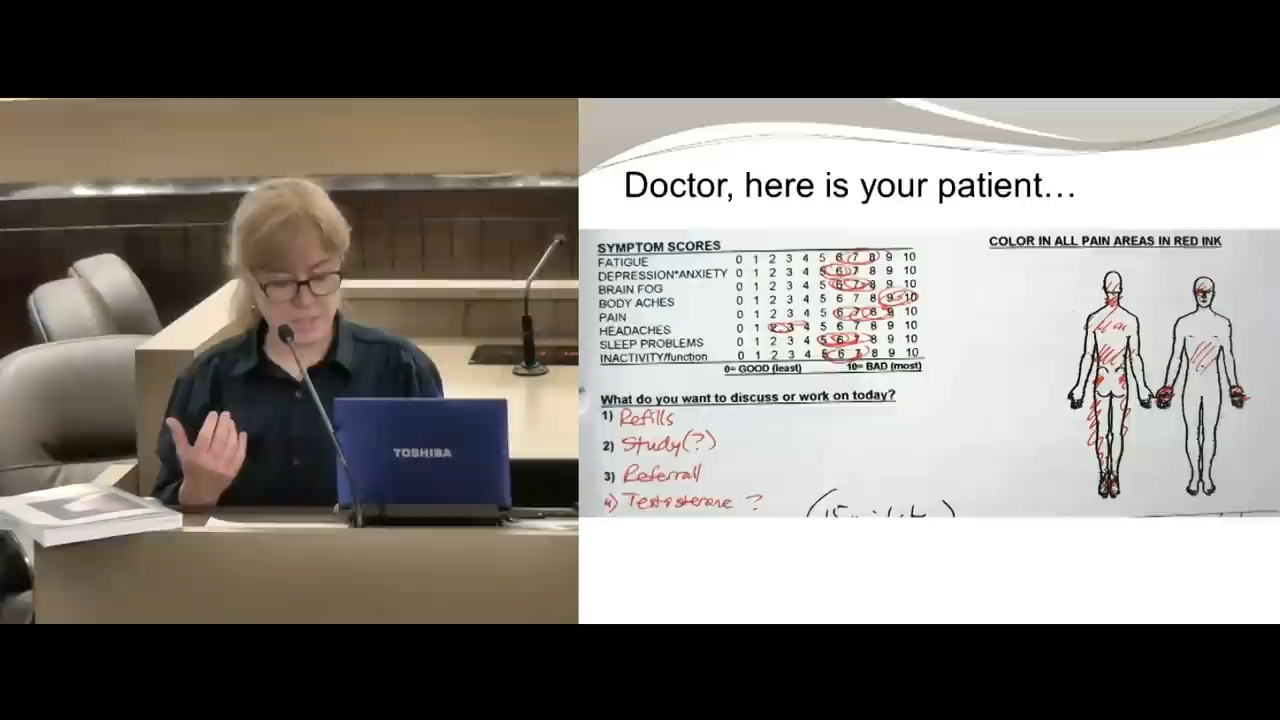 Doctor, here is your patient…
SYMPTOM SCORES
FATIGUE 0 1 2 3 4 5 6 7 8 9 10
DEPRESSION*ANXIETY 0 1 2 3 4 5 6 7 8 9 10
BRAIN FOG 0 1 2 3 4 5 6 7 8 9 10
BODY ACHES 0 1 2 3 4 5 6 7 8 9 10
PAIN 0 1 2 3 4 5 6 7 8 9 10
HEADACHES 0 1 2 3 4 5 6 7 8 9 10
SLEEP PROBLEMS 0 1 2 3 4 5 6 7 8 9 10
INACTIVITY/function 0 1 2 3 4 5 6 7 8 9 10
0= GOOD (least) 10= BAD (most)
COLOR IN ALL PAIN AREAS IN RED INK
What do you want to discuss or work on today?
1) Refills
2) Study(?)
3) Referrall
4) Testosterone ?
TOSHIBA